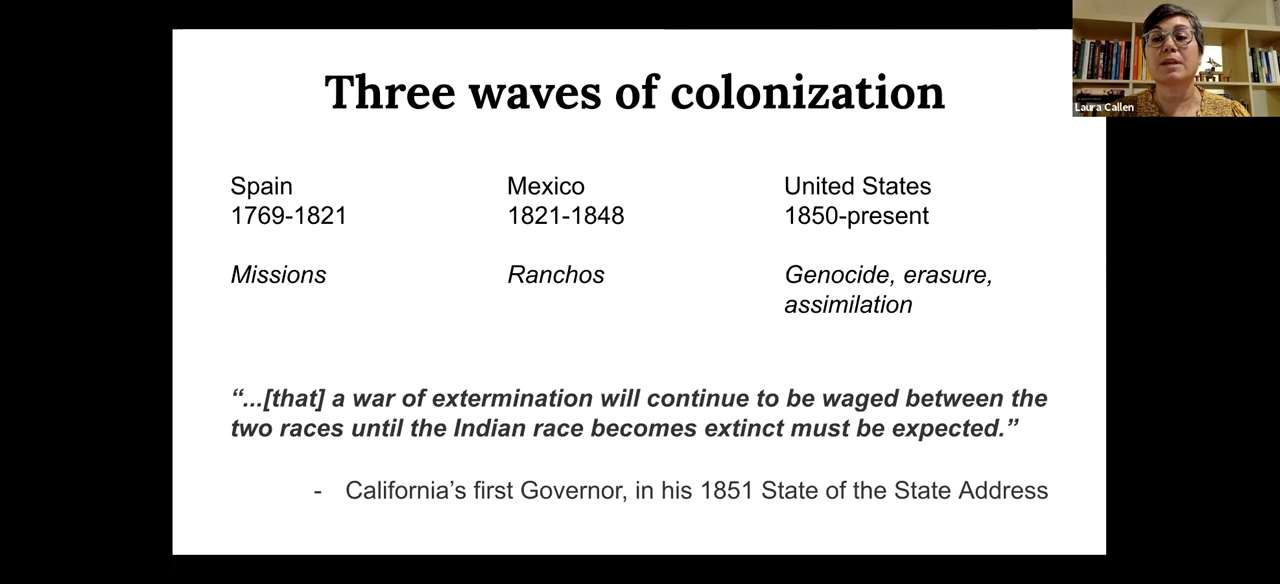 Three waves of colonization
Spain
1769-1821
Missions
Mexico
1821-1848
Ranchos
United States
1850-present
Genocide, erasure,
assimilation
“...[that] a war of extermination will continue to be waged between the
two races until the Indian race becomes extinct must be expected.”
- California’s first Governor, in his 1851 State of the State Address
Laura Callen